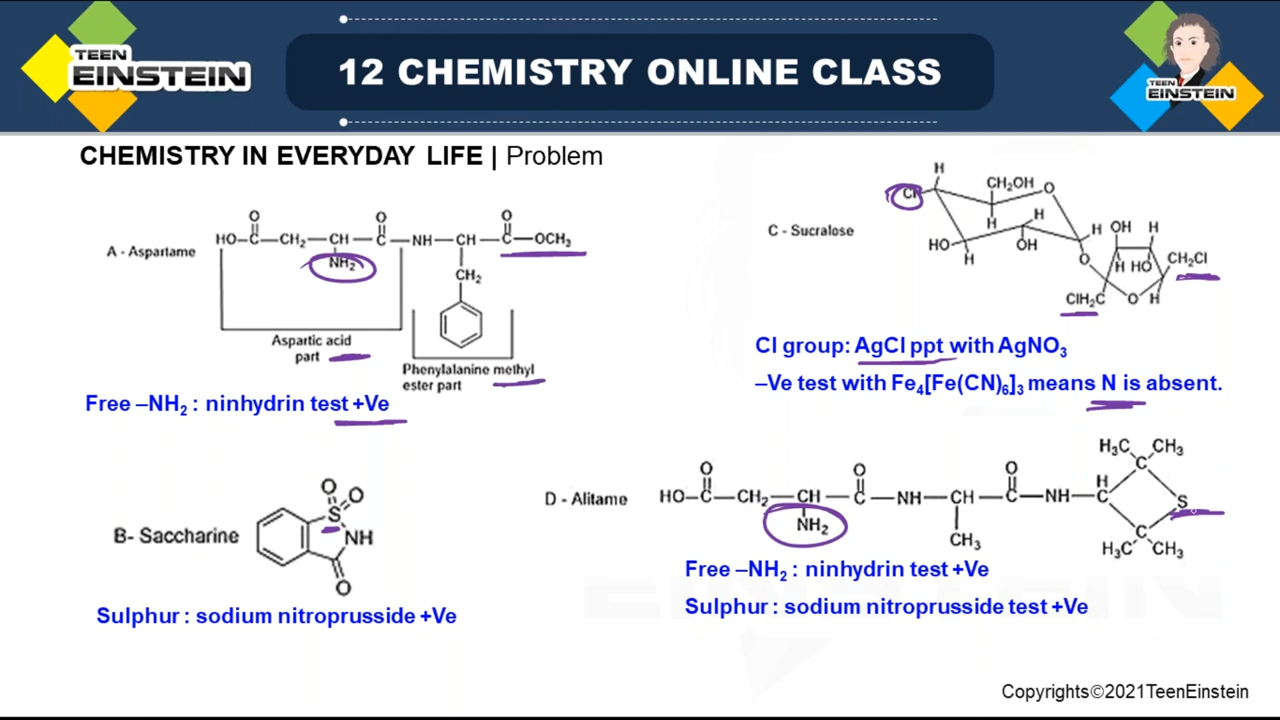 TEEN
EINSTEIN
12 CHEMISTRY ONLINE CLASS
TEEN
EINSTEIN
CHEMISTRY IN EVERYDAY LIFE | Problem
A - Aspartame
O O O
HO—C—CH₂—CH—C—NH—CH—C—OCH₃
NH₂
CH₂
Aspartic acid
part
Phenylalanine methyl
ester part
Free –NH₂ : ninhydrin test +Ve
C - Sucralose
H
Cl
CH₂OH
O
H
H
HO
H
OH
H
O
OH
H
H
HO
CH₂Cl
ClH₂C
O
H
Cl group: AgCl ppt with AgNO₃
–Ve test with Fe₄[Fe(CN)₆]₃ means N is absent.
B- Saccharine
O
O
S
NH
O
Sulphur : sodium nitroprusside +Ve
D - Alitame
O O O
HO—C—CH₂—CH—C—NH—CH—C—NH—C
NH₂
CH₃
H
H₃C CH₃
C
S
C
H₃C CH₃
Free –NH₂ : ninhydrin test +Ve
Sulphur : sodium nitroprusside test +Ve
Copyrights©2021TeenEinstein